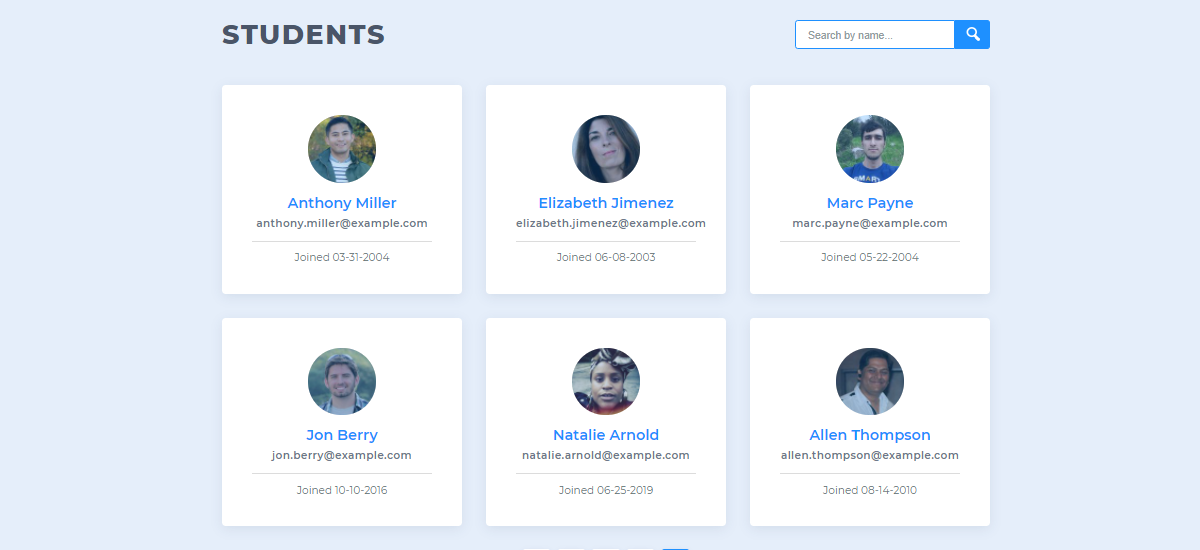 STUDENTS
Search by name...
Anthony Miller
anthony.miller@example.com
Joined 03-31-2004
Elizabeth Jimenez
elizabeth.jimenez@example.com
Joined 06-08-2003
Marc Payne
marc.payne@example.com
Joined 05-22-2004
Jon Berry
jon.berry@example.com
Joined 10-10-2016
Natalie Arnold
natalie.arnold@example.com
Joined 06-25-2019
Allen Thompson
allen.thompson@example.com
Joined 08-14-2010